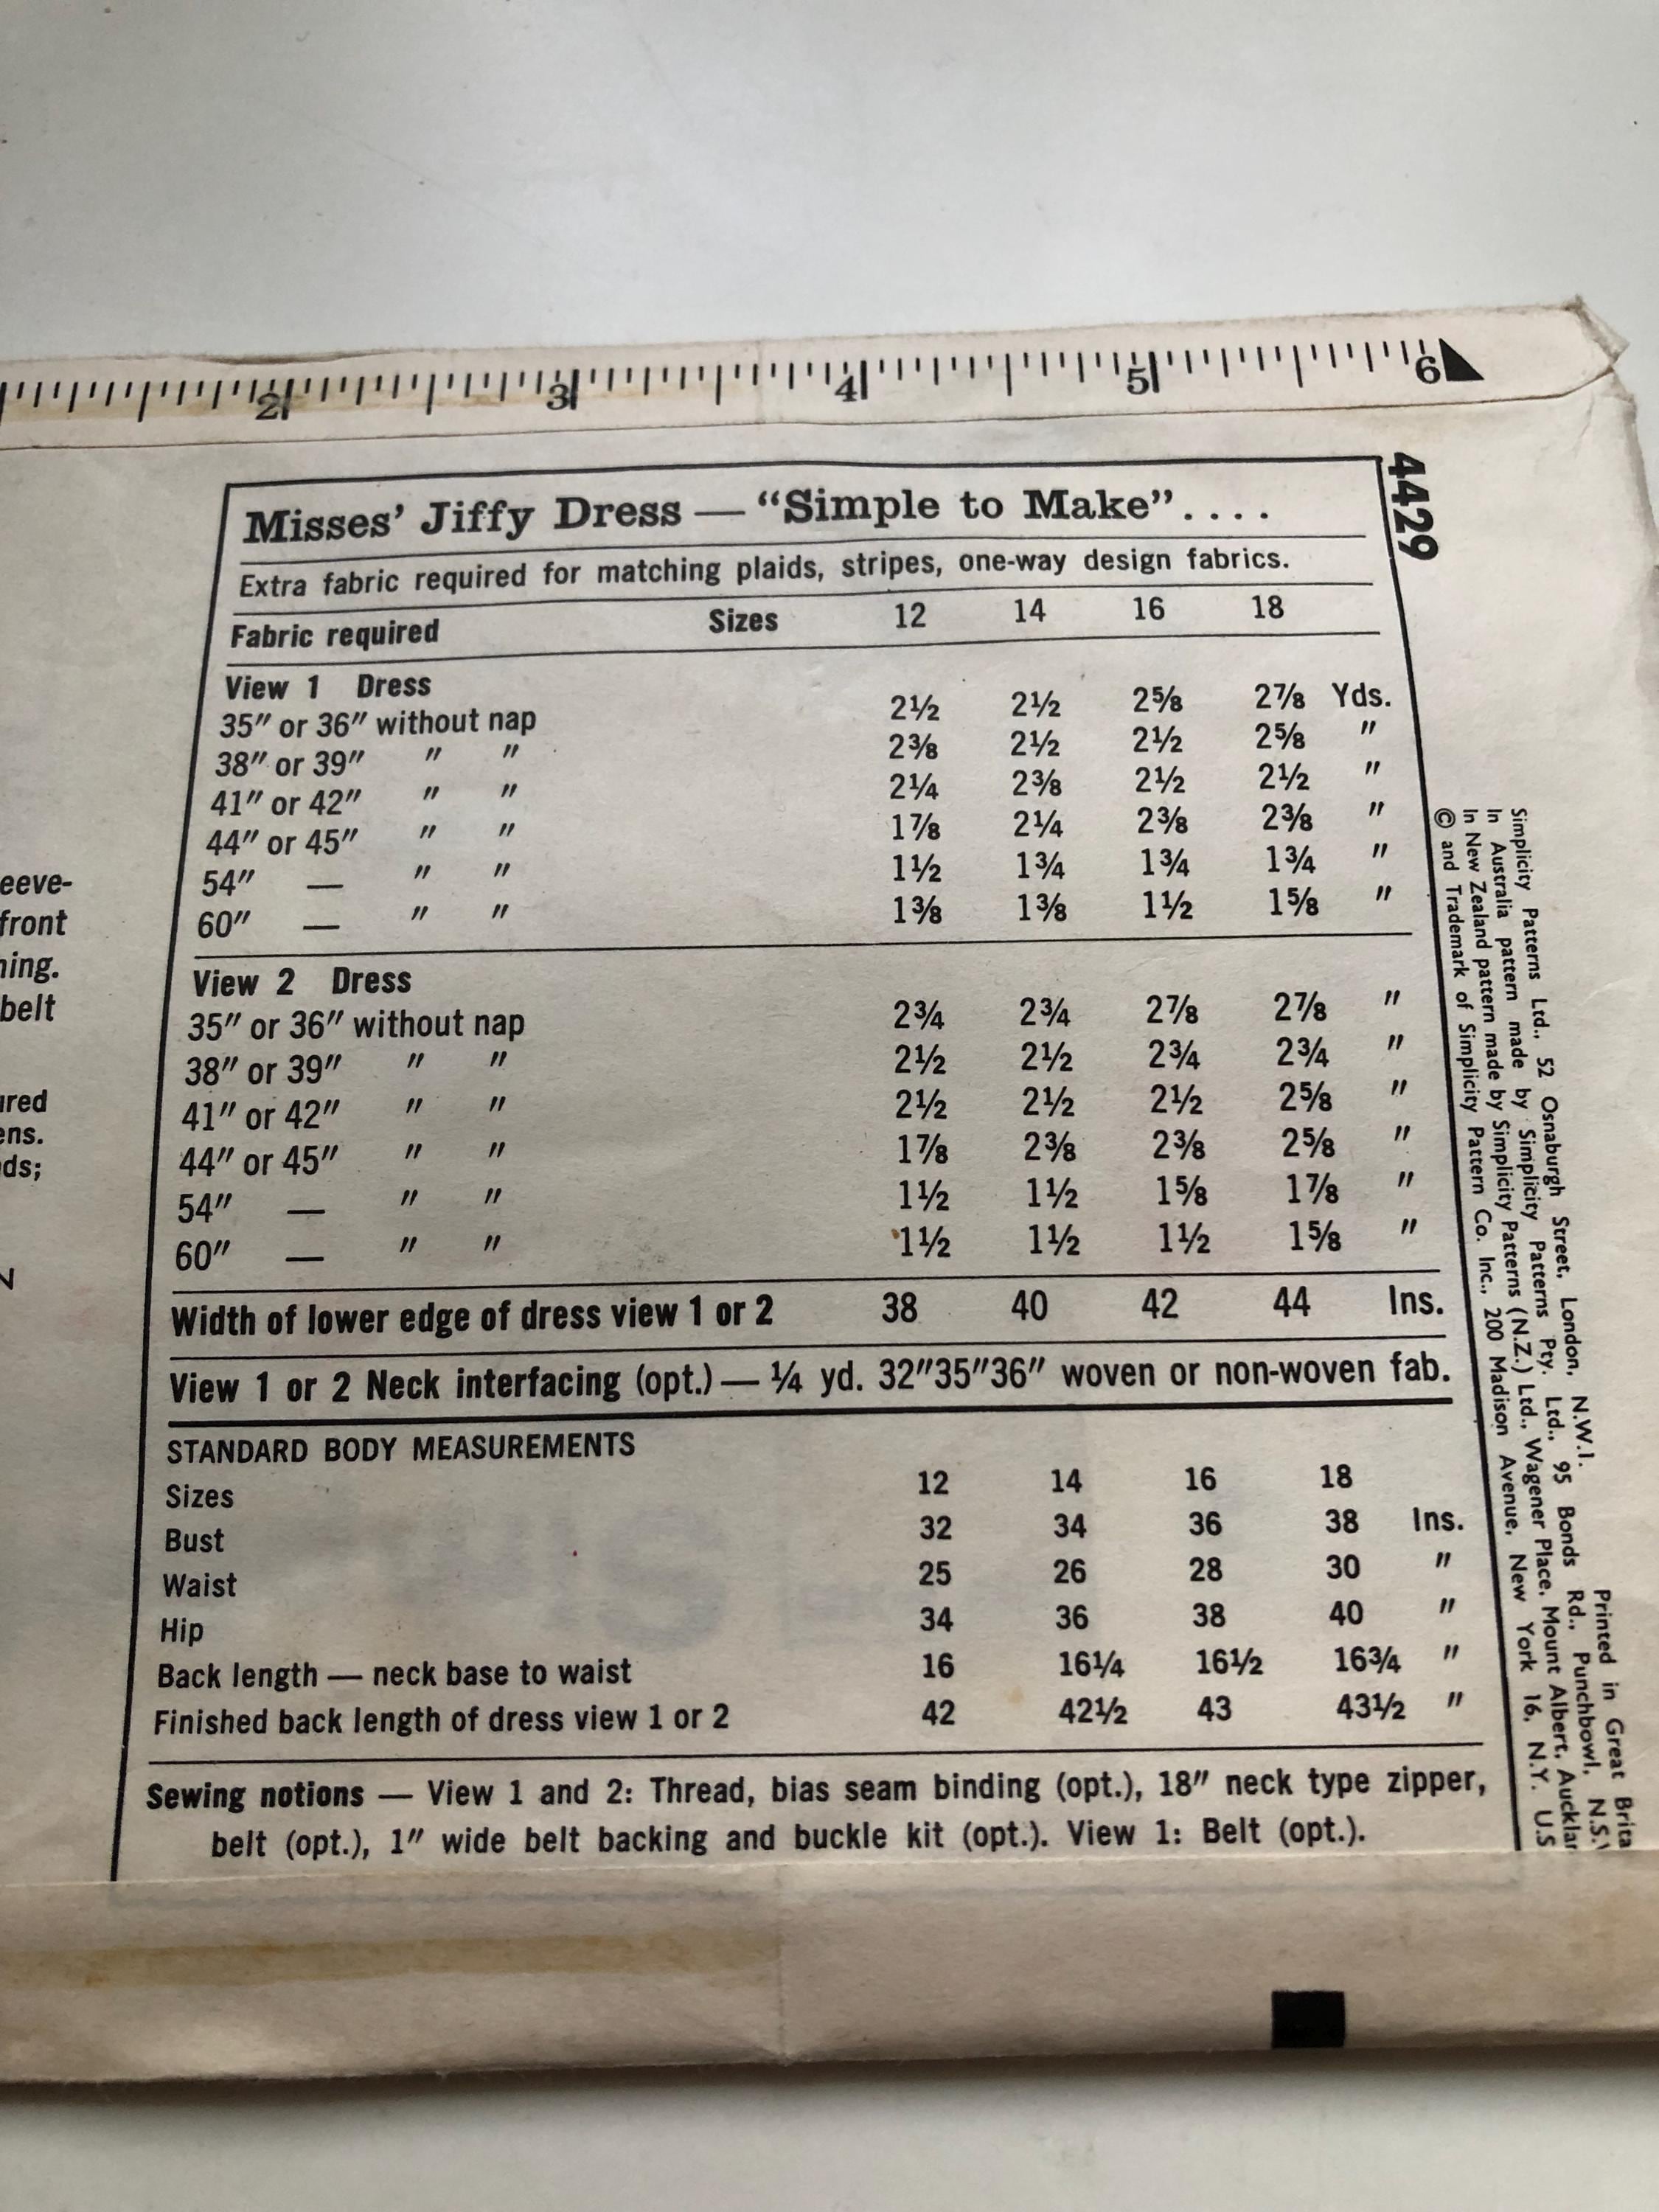 2 3 4 5 6
4429
Misses' Jiffy Dress — “Simple to Make”....
Extra fabric required for matching plaids, stripes, one-way design fabrics.
Fabric required Sizes 12 14 16 18
View 1 Dress
35″ or 36″ without nap 2½ 2½ 2⅝ 2⅞ Yds.
38″ or 39″ ″ ″ 2⅜ 2½ 2½ 2⅝ ″
41″ or 42″ ″ ″ 2¼ 2⅜ 2½ 2½ ″
44″ or 45″ ″ ″ 1⅞ 2¼ 2⅜ 2⅜ ″
54″ — ″ ″ 1½ 1¾ 1¾ 1¾ ″
60″ — ″ ″ 1⅜ 1⅜ 1½ 1⅝ ″
View 2 Dress
35″ or 36″ without nap 2¾ 2¾ 2⅞ 2⅞ ″
38″ or 39″ ″ ″ 2½ 2½ 2¾ 2¾ ″
41″ or 42″ ″ ″ 2½ 2½ 2½ 2⅝ ″
44″ or 45″ ″ ″ 1⅞ 2⅜ 2⅜ 2⅝ ″
54″ — ″ ″ 1½ 1½ 1⅝ 1⅞ ″
60″ — ″ ″ 1½ 1½ 1½ 1⅝ ″
Width of lower edge of dress view 1 or 2 38 40 42 44 Ins.
View 1 or 2 Neck interfacing (opt.) — ¼ yd. 32″35″36″ woven or non-woven fab.
STANDARD BODY MEASUREMENTS
Sizes 12 14 16 18
Bust 32 34 36 38 Ins.
Waist 25 26 28 30 ″
Hip 34 36 38 40 ″
Back length — neck base to waist 16 16¼ 16½ 16¾ ″
Finished back length of dress view 1 or 2 42 42½ 43 43½ ″
Sewing notions — View 1 and 2: Thread, bias seam binding (opt.), 18″ neck type zipper,
belt (opt.), 1″ wide belt backing and buckle kit (opt.). View 1: Belt (opt.).
Printed in Great Brita
Simplicity Patterns Ltd., 52 Osnaburgh Street, London, N.W.1.
In Australia pattern made by Simplicity Patterns Pty. Ltd., 95 Bonds Rd., Punchbowl, N.S.
In New Zealand pattern made by Simplicity Patterns (N.Z.) Ltd., Wagener Place, Mount Albert, Aucklan
© and Trademark of Simplicity Pattern Co. Inc., 200 Madison Avenue, New York 16, N.Y. U.S
eeve-
front
ning.
belt
ured
ens.
ds;